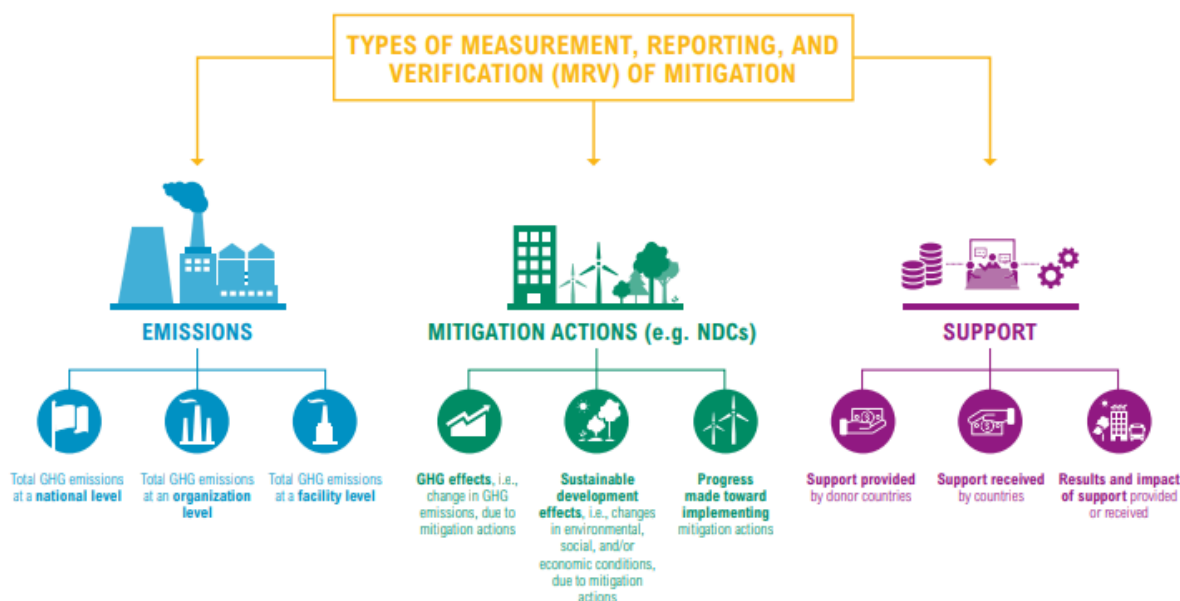 TYPES OF MEASUREMENT, REPORTING, AND
VERIFICATION (MRV) OF MITIGATION
EMISSIONS
Total GHG emissions
at a national level
Total GHG emissions
at an organization
level
Total GHG emissions
at a facility level
MITIGATION ACTIONS (e.g. NDCs)
GHG effects, i.e.,
change in GHG
emissions, due to
mitigation actions
Sustainable
development
effects, i.e., changes
in environmental,
social, and/or
economic conditions,
due to mitigation
actions
Progress
made toward
implementing
mitigation actions
SUPPORT
Support provided
by donor countries
Support received
by countries
Results and impact
of support provided
or received